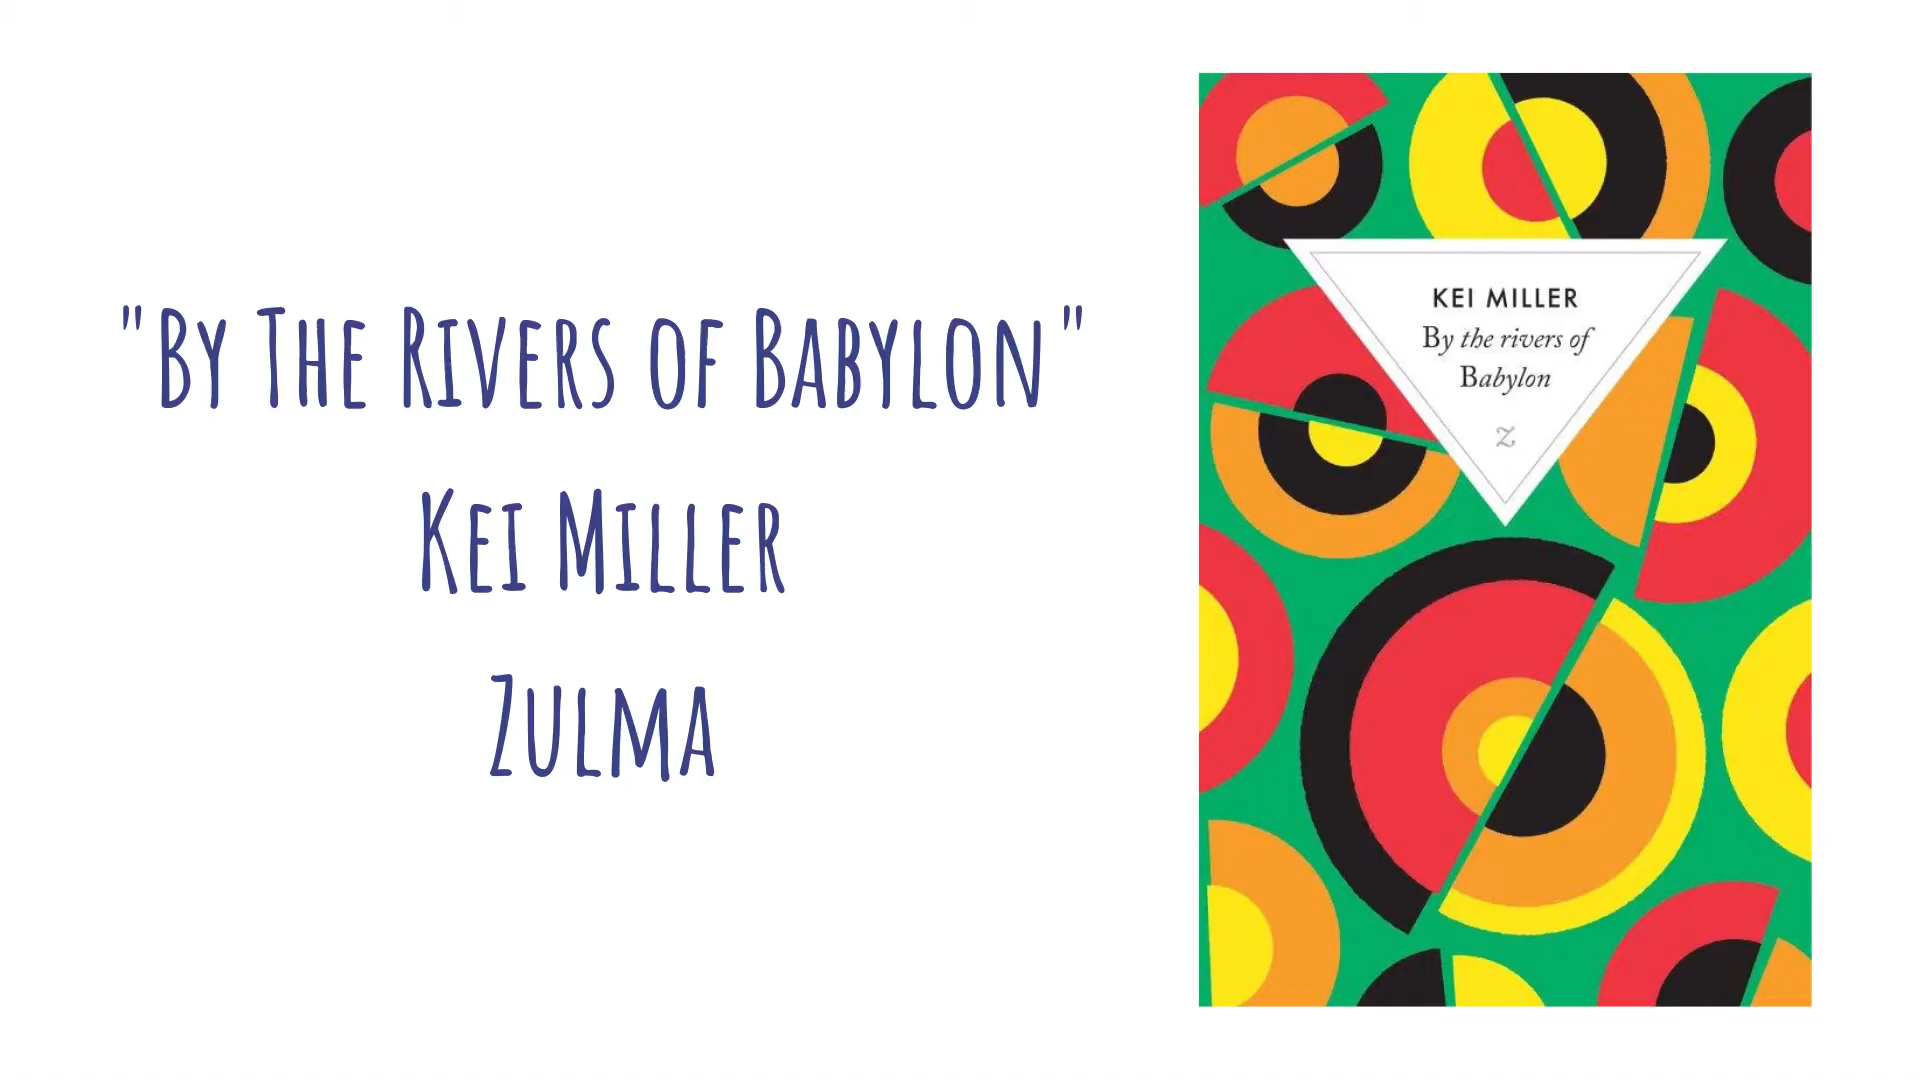 "By The Rivers of Babylon"
Kei Miller
Zulma
KEI MILLER
By the rivers of
Babylon
Z